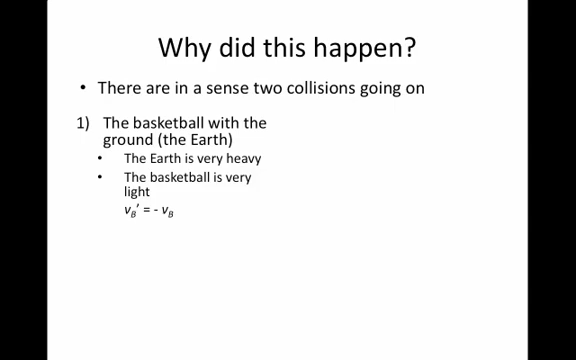 Why did this happen?
• There are in a sense two collisions going on
1) The basketball with the
ground (the Earth)
• The Earth is very heavy
• The basketball is very
light
v_B' = - v_B